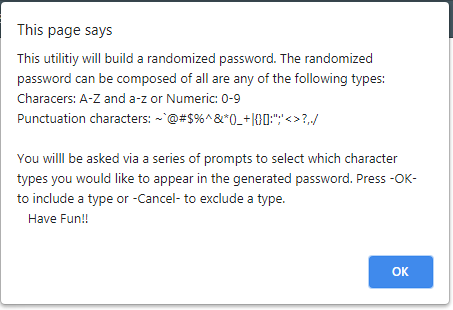 This page says
This utilitiy will build a randomized password. The randomized
password can be composed of all are any of the following types:
Characers: A-Z and a-z or Numeric: 0-9
Punctuation characters: ~`@#$%^&*()_+|{}[]:";'<>?,./
You willl be asked via a series of prompts to select which character
types you would like to appear in the generated password. Press -OK-
to include a type or -Cancel- to exclude a type.
Have Fun!!
OK